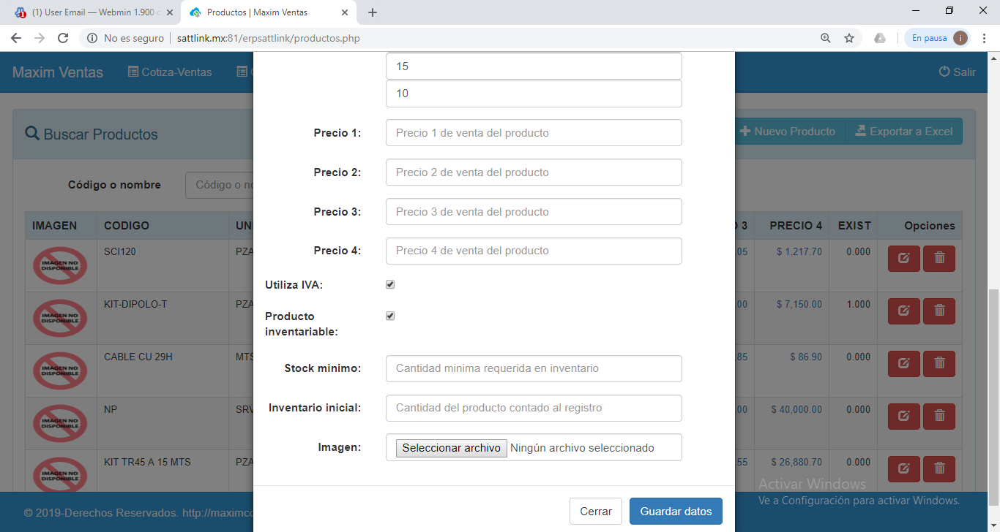 (1) User Email — Webmin 1.900
Productos | Maxim Ventas
No es seguro
sattlink.mx:81/erpsattlink/productos.php
En pausa
i
Maxim Ventas
Cotiza-Ventas
Salir
15
10
Buscar Productos
Nuevo Producto
Exportar a Excel
Código o nombre
Código o
Precio 1:
Precio 1 de venta del producto
Precio 2:
Precio 2 de venta del producto
Precio 3:
Precio 3 de venta del producto
Precio 4:
Precio 4 de venta del producto
Utiliza IVA:
Producto
inventariable:
Stock minimo:
Cantidad minima requerida en inventario
Inventario inicial:
Cantidad del producto contado al registro
Imagen:
Seleccionar archivo
Ningún archivo seleccionado
Cerrar
Guardar datos
IMAGEN CODIGO UN 3 PRECIO 4 EXIST Opciones
IMAGEN NO
DISPONIBLE
SCI120 PZA .05 $ 1,217.70 0.000
IMAGEN NO
DISPONIBLE
KIT-DIPOLO-T PZA .00 $ 7,150.00 1.000
IMAGEN NO
DISPONIBLE
CABLE CU 29H MTS .85 $ 86.90 0.000
IMAGEN NO
DISPONIBLE
NP SRV .00 $ 40,000.00 0.000
IMAGEN NO
DISPONIBLE
KIT TR45 A 15 MTS PZA .55 $ 26,880.70 0.000
Activar Windows
Ve a Configuración para activar Windows.
© 2019-Derechos Reservados. http://maximco